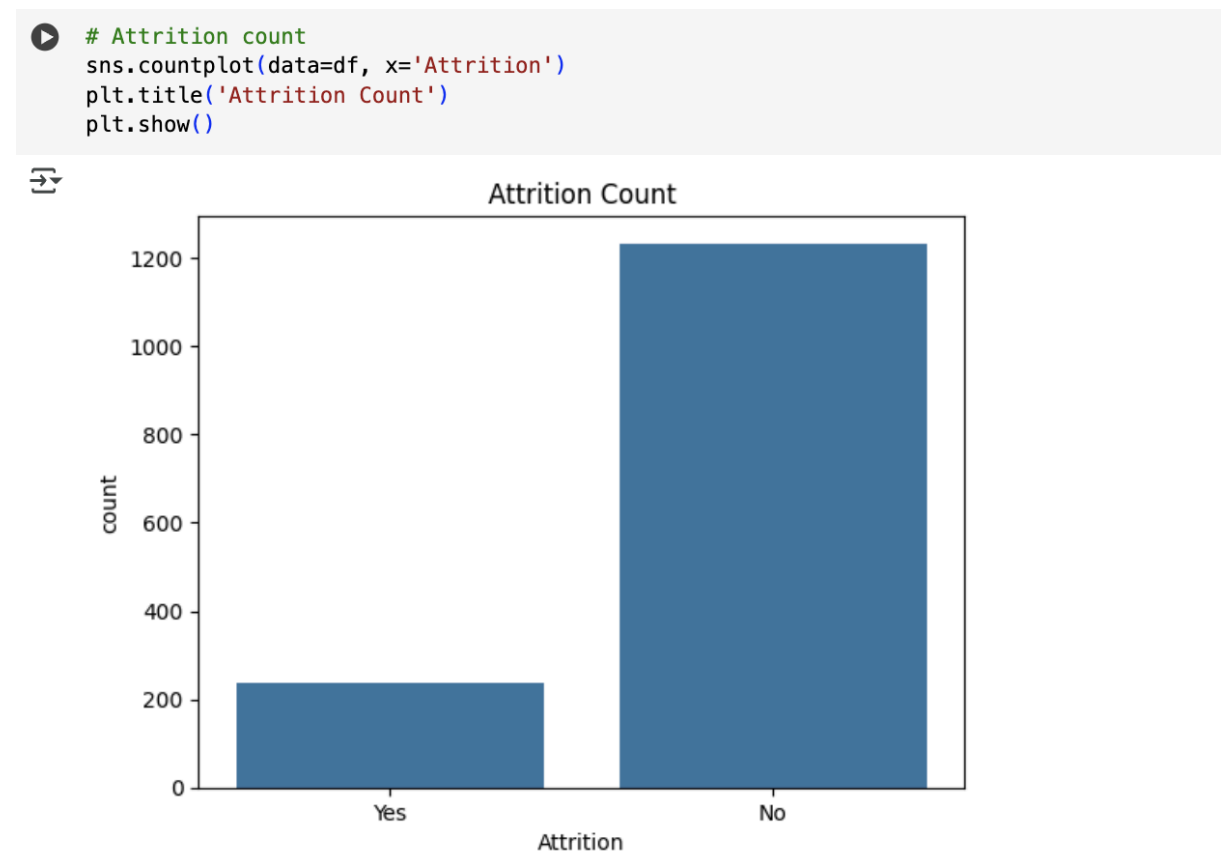 # Attrition count
sns.countplot(data=df, x='Attrition')
plt.title('Attrition Count')
plt.show()
Attrition Count
1200
1000
800
600
400
200
0
count
Yes
No
Attrition